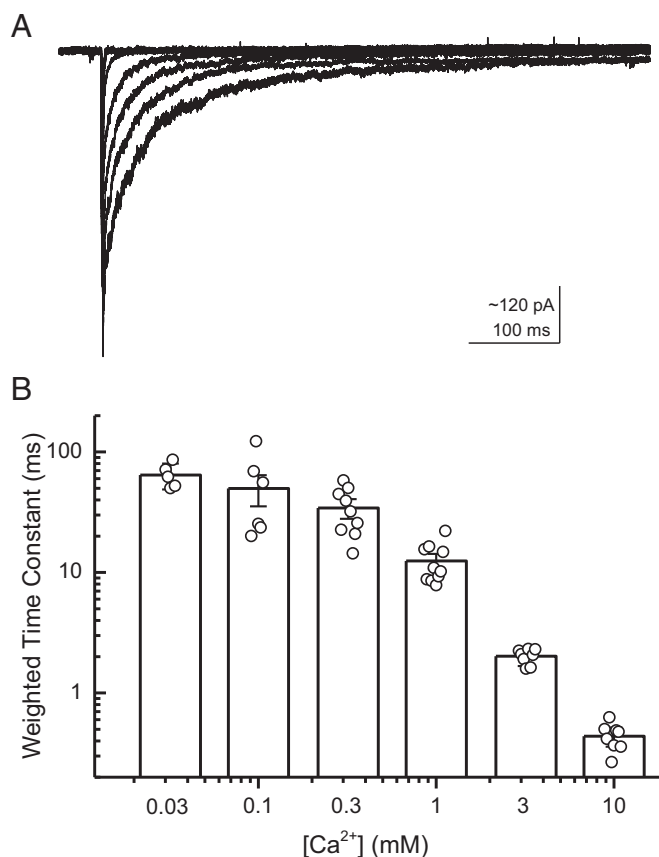 A
~120 pA
100 ms
B
Weighted Time Constant (ms)
100
10
1
0.03 0.1 0.3 1 3 10
[Ca²⁺] (mM)